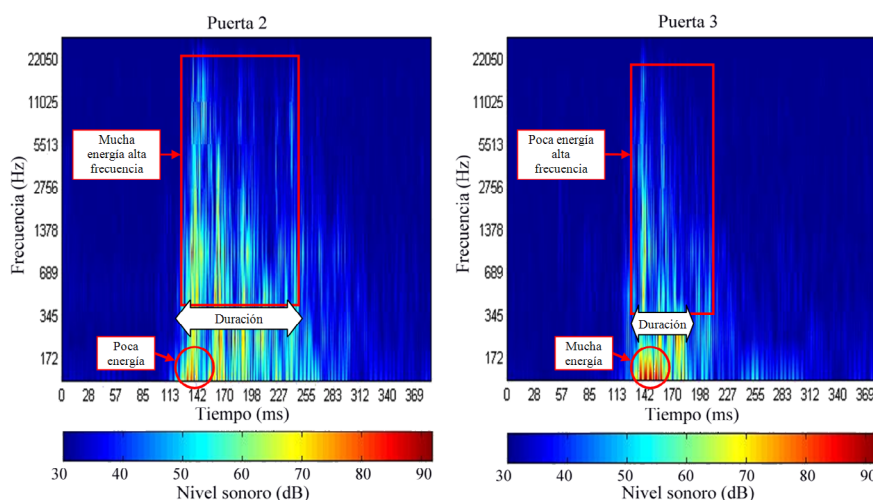 Puerta 2
22050
11025
5513
2756
1378
689
345
172
Frecuencia (Hz)
Mucha
energía alta
frecuencia
Duración
Poca
energía
0 28 57 85 113 142 170 198 227 255 283 312 340 369
Tiempo (ms)
30 40 50 60 70 80 90
Nivel sonoro (dB)
Puerta 3
22050
11025
5513
2756
1378
689
345
172
Frecuencia (Hz)
Poca energía
alta
frecuencia
Duración
Mucha
energía
0 28 57 85 113 142 170 198 227 255 283 312 340 369
Tiempo (ms)
30 40 50 60 70 80 90
Nivel sonoro (dB)